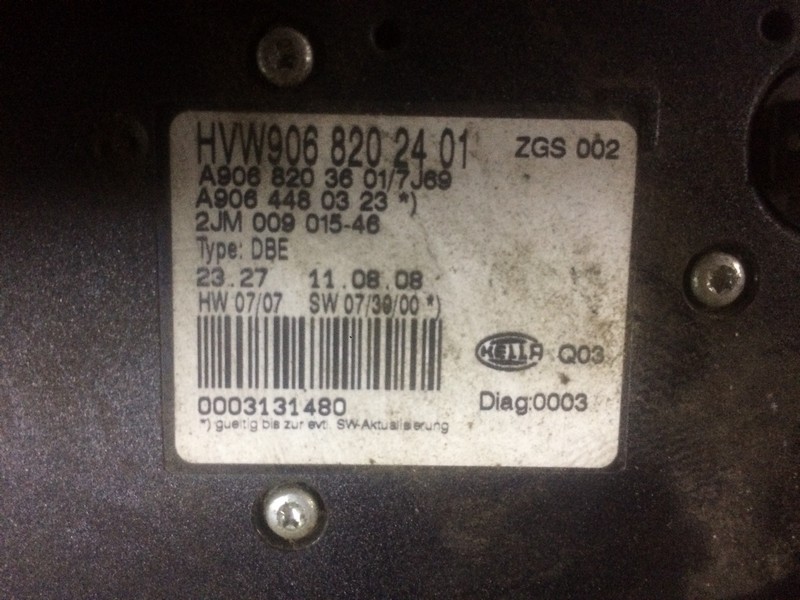 HVW906 820 24 01 ZGS 002
A906 820 36 01/7J69
A906 448 03 23 *)
2JM 009 015-46
Type: DBE
23.27 11.08.08
HW 07/07 SW 07/30/00 *)
HELLA Q03
0003131480 Diag:0003
*) gueltig bis zur evtl. SW-Aktualisierung